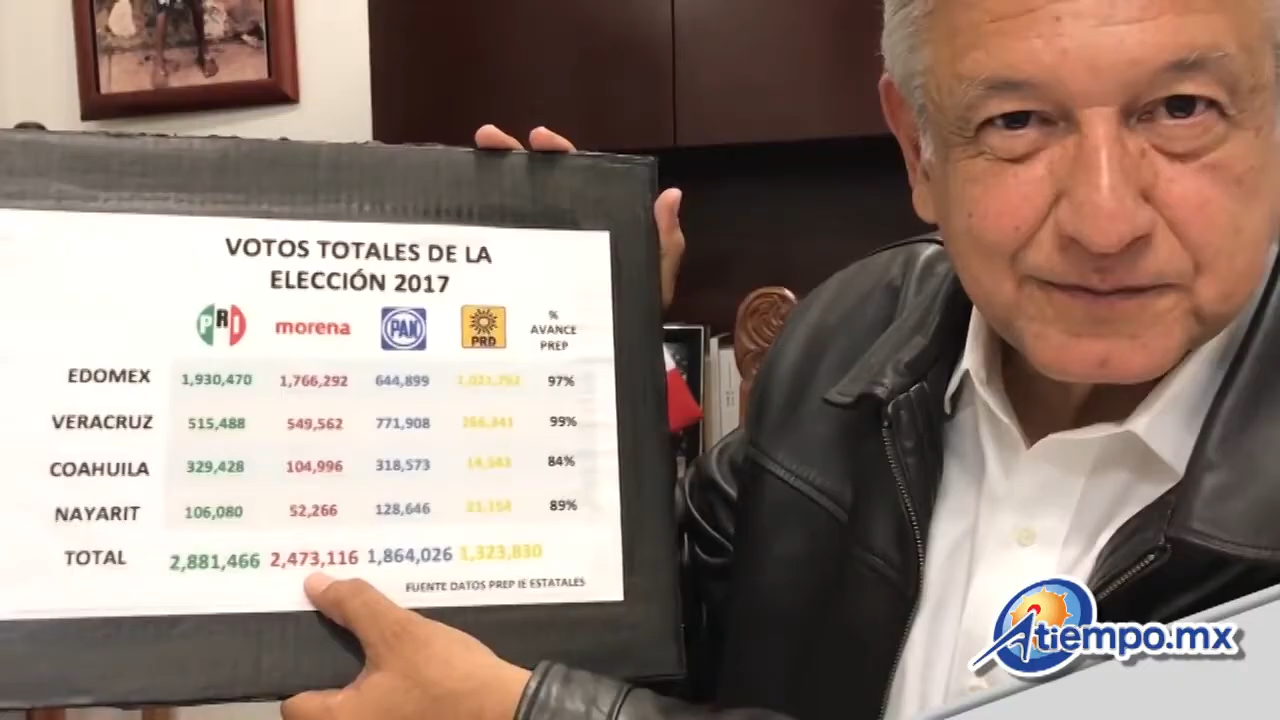 VOTOS TOTALES DE LA
ELECCIÓN 2017
PRI morena PAN PRD % AVANCE PREP
EDOMEX 1,930,470 1,766,292 644,899 97%
VERACRUZ 515,488 549,562 771,908 266,341 99%
COAHUILA 329,428 104,996 318,573 84%
NAYARIT 106,080 52,266 128,646 89%
TOTAL 2,881,466 2,473,116 1,864,026 1,323,830
FUENTE DATOS PREP IE ESTATALES
Atiempo.mx